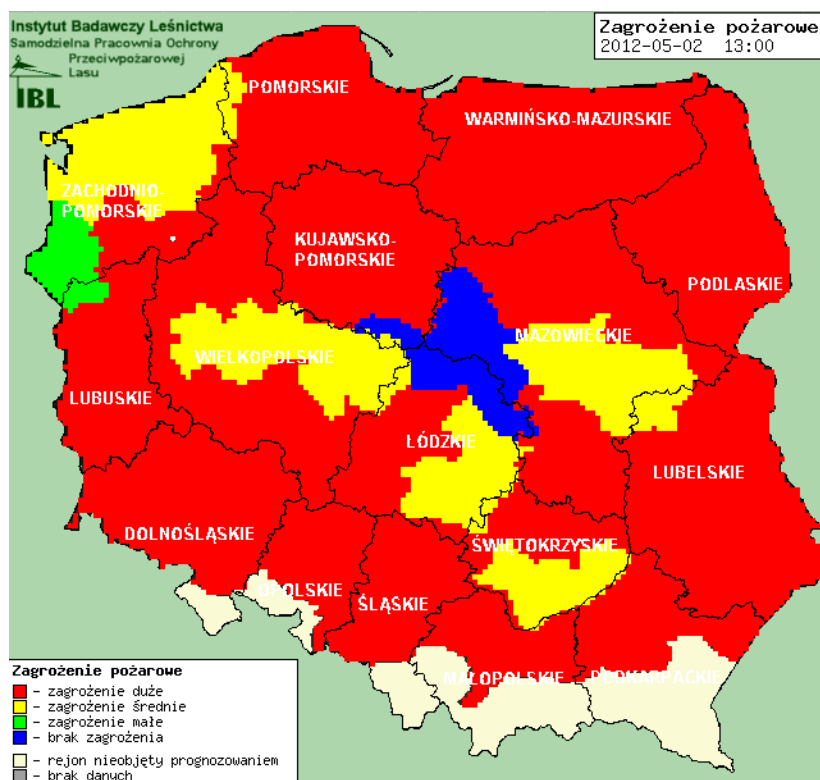 Instytut Badawczy Leśnictwa
Samodzielna Pracownia Ochrony
Przeciwpożarowej
Lasu
IBL
Zagrożenie pożarowe
2012-05-02 13:00
POMORSKIE
WARMIŃSKO-MAZURSKIE
ZACHODNIO-
POMORSKIE
KUJAWSKO-
POMORSKIE
PODLASKIE
MAZOWIECKIE
WIELKOPOLSKIE
LUBUSKIE
ŁÓDZKIE
LUBELSKIE
DOLNOŚLĄSKIE
ŚWIĘTOKRZYSKIE
OPOLSKIE
ŚLĄSKIE
MAŁOPOLSKIE
PODKARPACKIE
Zagrożenie pożarowe
- zagrożenie duże
- zagrożenie średnie
- zagrożenie małe
- brak zagrożenia
- rejon nieobjęty prognozowaniem
- brak danych